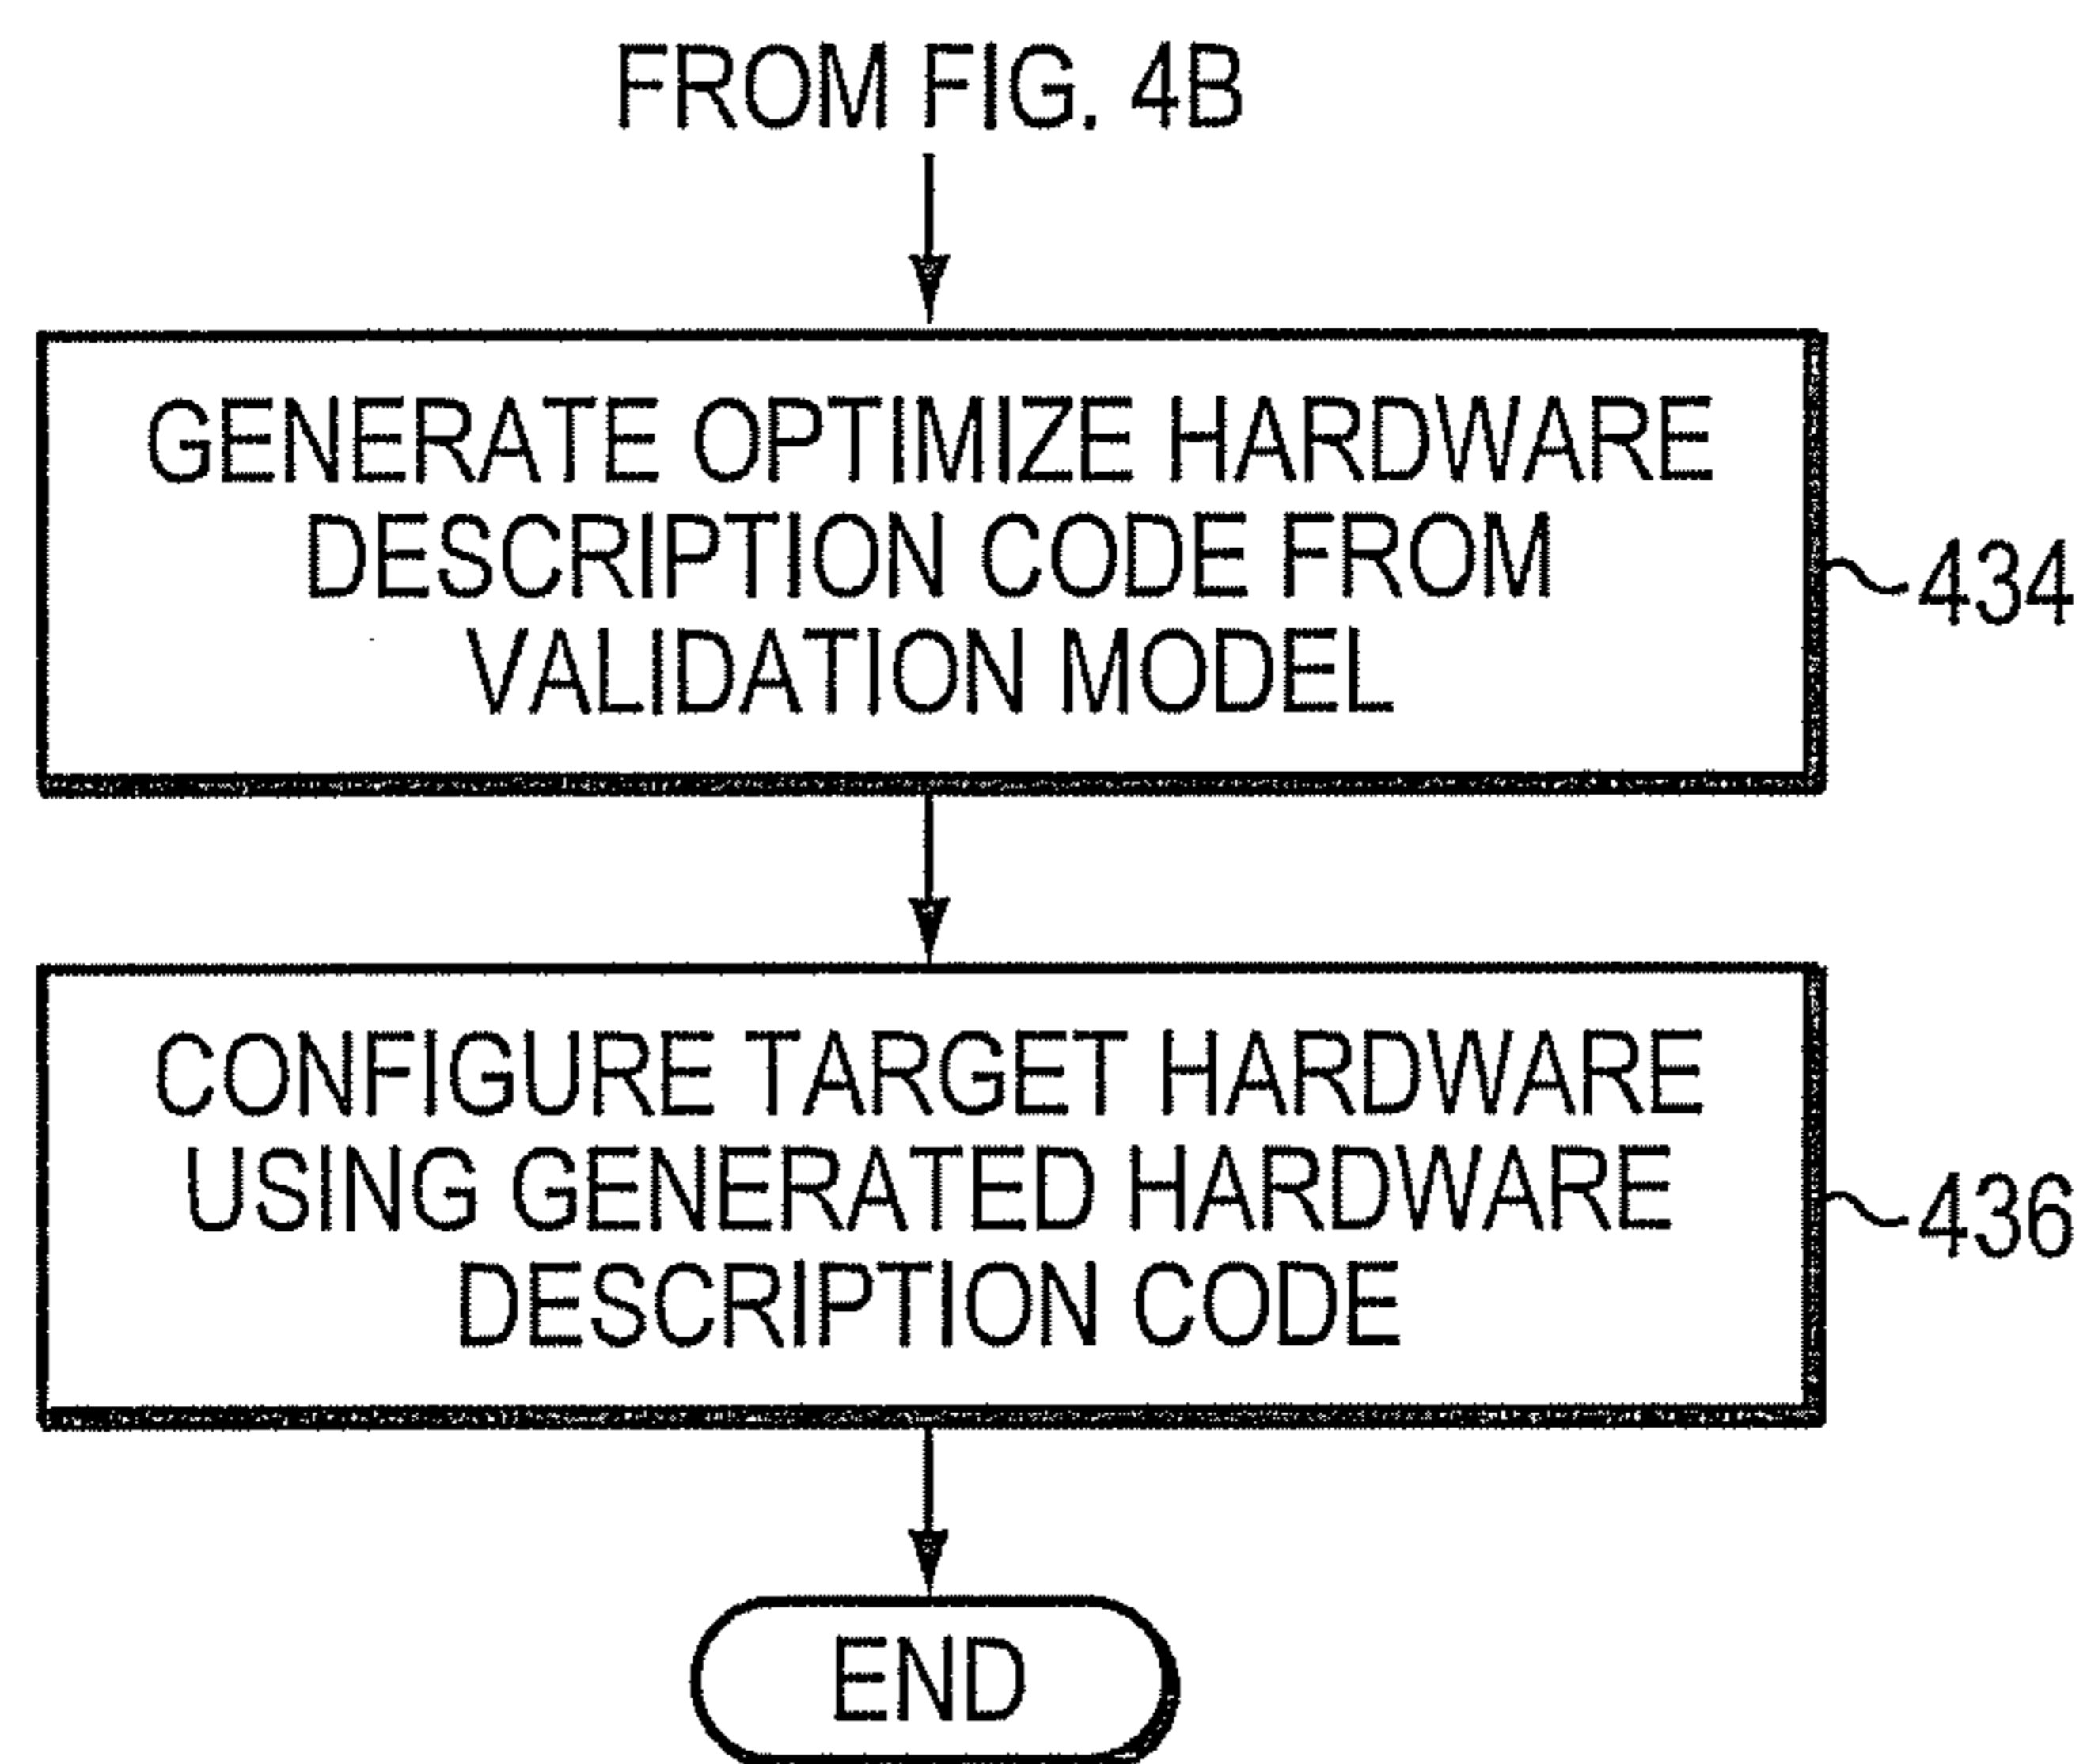 FROM FIG. 4B
GENERATE OPTIMIZE HARDWARE
DESCRIPTION CODE FROM
VALIDATION MODEL
434
CONFIGURE TARGET HARDWARE
USING GENERATED HARDWARE
DESCRIPTION CODE
436
END